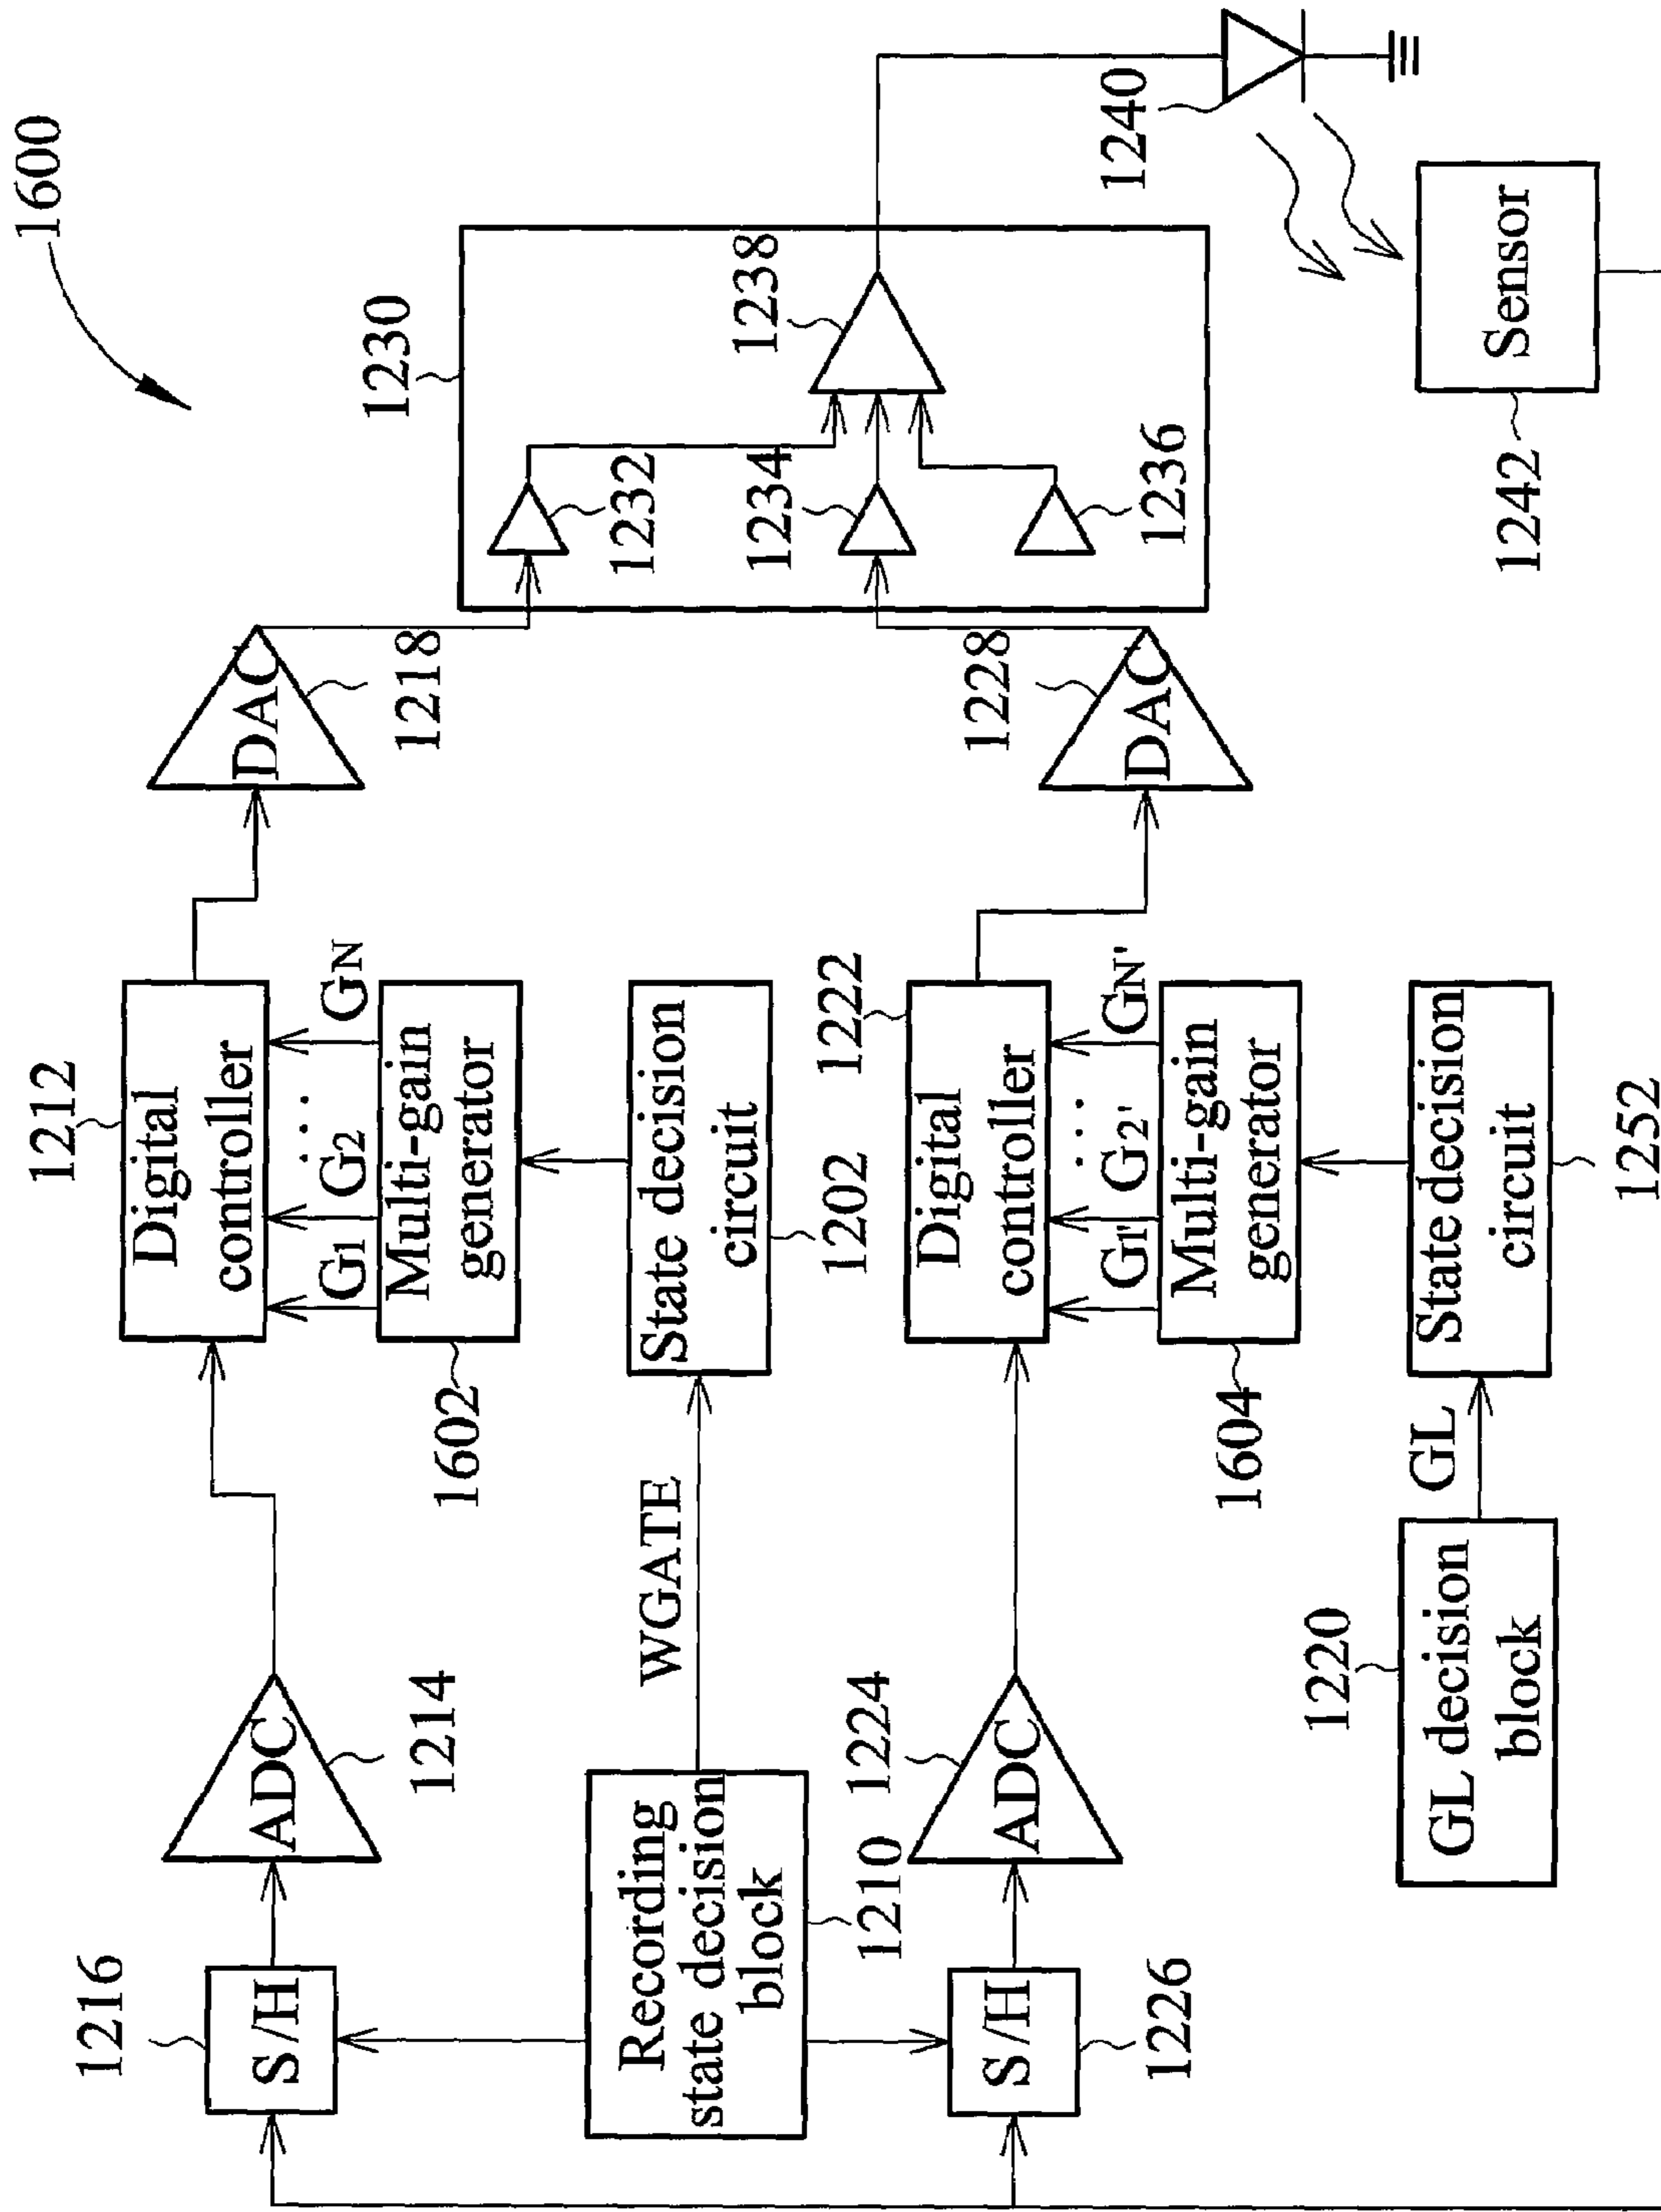 1600
1216
S/H
ADC
1214
1212
Digital
controller
G1
G2
....
GN
Multi-gain
generator
1602
DAC
1218
1230
1232
1234
1236
1238
1240
Recording
state decision
block
1210
WGATE
State decision
circuit
1202
S/H
1226
ADC
1224
Digital
controller
1222
G1'
G2'
....
GN'
Multi-gain
generator
1604
DAC
1228
GL decision
block
1220
GL
State decision
circuit
1252
Sensor
1242